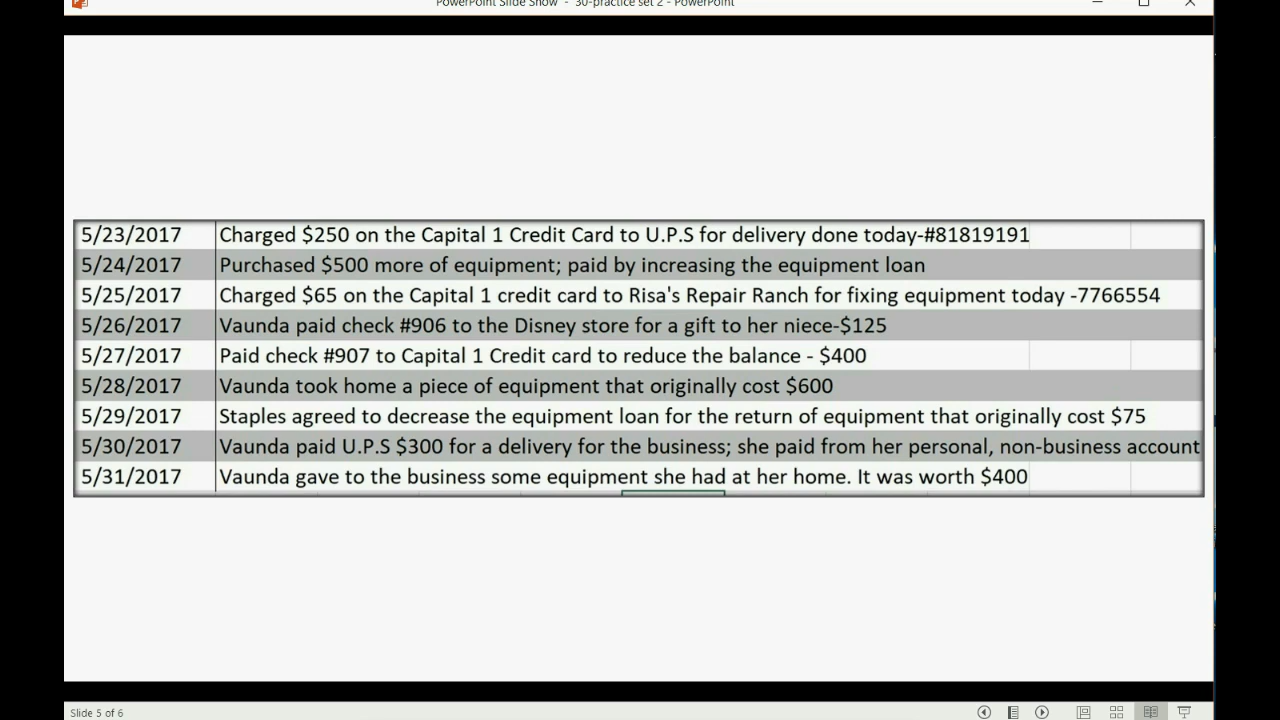 PowerPoint Slide Show - 30-practice set 2 - PowerPoint
5/23/2017 Charged $250 on the Capital 1 Credit Card to U.P.S for delivery done today-#81819191
5/24/2017 Purchased $500 more of equipment; paid by increasing the equipment loan
5/25/2017 Charged $65 on the Capital 1 credit card to Risa's Repair Ranch for fixing equipment today -7766554
5/26/2017 Vaunda paid check #906 to the Disney store for a gift to her niece-$125
5/27/2017 Paid check #907 to Capital 1 Credit card to reduce the balance - $400
5/28/2017 Vaunda took home a piece of equipment that originally cost $600
5/29/2017 Staples agreed to decrease the equipment loan for the return of equipment that originally cost $75
5/30/2017 Vaunda paid U.P.S $300 for a delivery for the business; she paid from her personal, non-business account
5/31/2017 Vaunda gave to the business some equipment she had at her home. It was worth $400
Slide 5 of 6